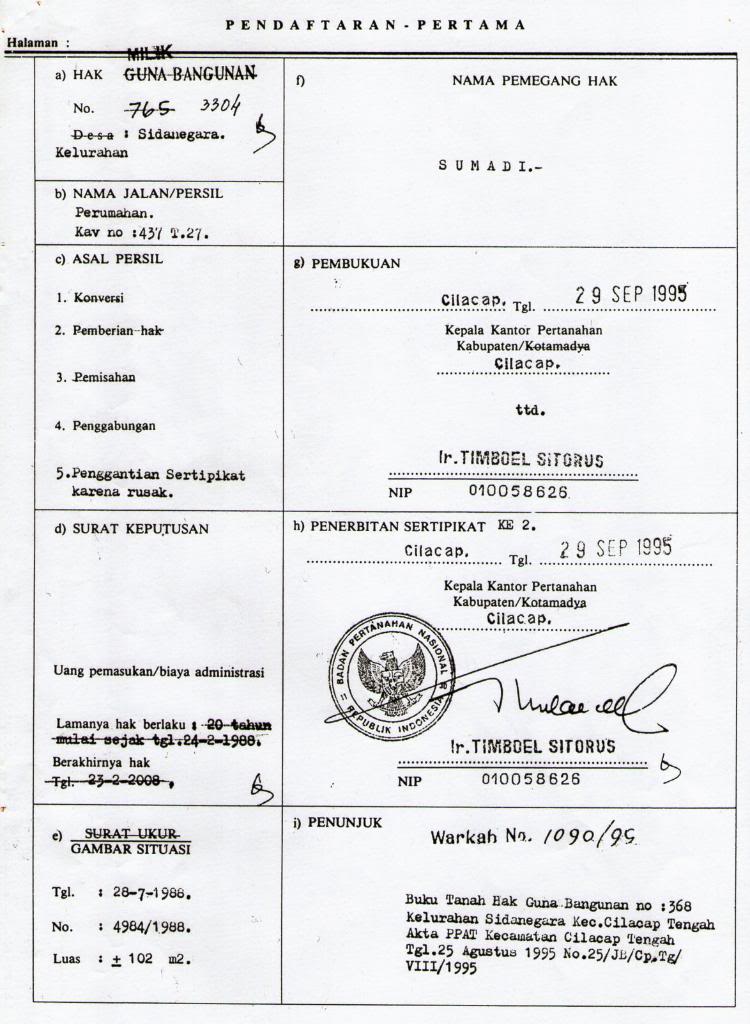 PENDAFTARAN - PERTAMA
Halaman :
MILIK
a) HAK GUNA BANGUNAN
No. 765 3304
Desa : Sidanegara.
Kelurahan
b) NAMA JALAN/PERSIL
Perumahan.
Kav no :437 T.27.
c) ASAL PERSIL
1. Konversi
2. Pemberian hak
3. Pemisahan
4. Penggabungan
5.Penggantian Sertipikat
karena rusak.
d) SURAT KEPUTUSAN
Uang pemasukan/biaya administrasi
Lamanya hak berlaku : 20 tahun
mulai sejak tgl.24-2-1988.
Berakhirnya hak
Tgl. 23-2-2008 ,
e) SURAT UKUR
GAMBAR SITUASI
Tgl. : 28-7-1988.
No. : 4984/1988.
Luas : ± 102 m2.
f) NAMA PEMEGANG HAK
SUMADI.-
g) PEMBUKUAN
Cilacap. Tgl. 29 SEP 1995
Kepala Kantor Pertanahan
Kabupaten/Kotamadya
Cilacap.
ttd.
Ir.TIMBOEL SITORUS
NIP 010058626.
h) PENERBITAN SERTIPIKAT KE 2.
Cilacap. Tgl. 29 SEP 1995
Kepala Kantor Pertanahan
Kabupaten/Kotamadya
Cilacap.
BADAN PERTANAHAN NASIONAL
REPUBLIK INDONESIA
Ir.TIMBOEL SITORUS
NIP 010058626
i) PENUNJUK
Warkah No. 1090/95
Buku Tanah Hak Guna Bangunan no :368
Kelurahan Sidanegara Kec.Cilacap Tengah
Akta PPAT Kecamatan Cilacap Tengah
Tgl.25 Agustus 1995 No.25/JB/Cp.Tg/
VIII/1995